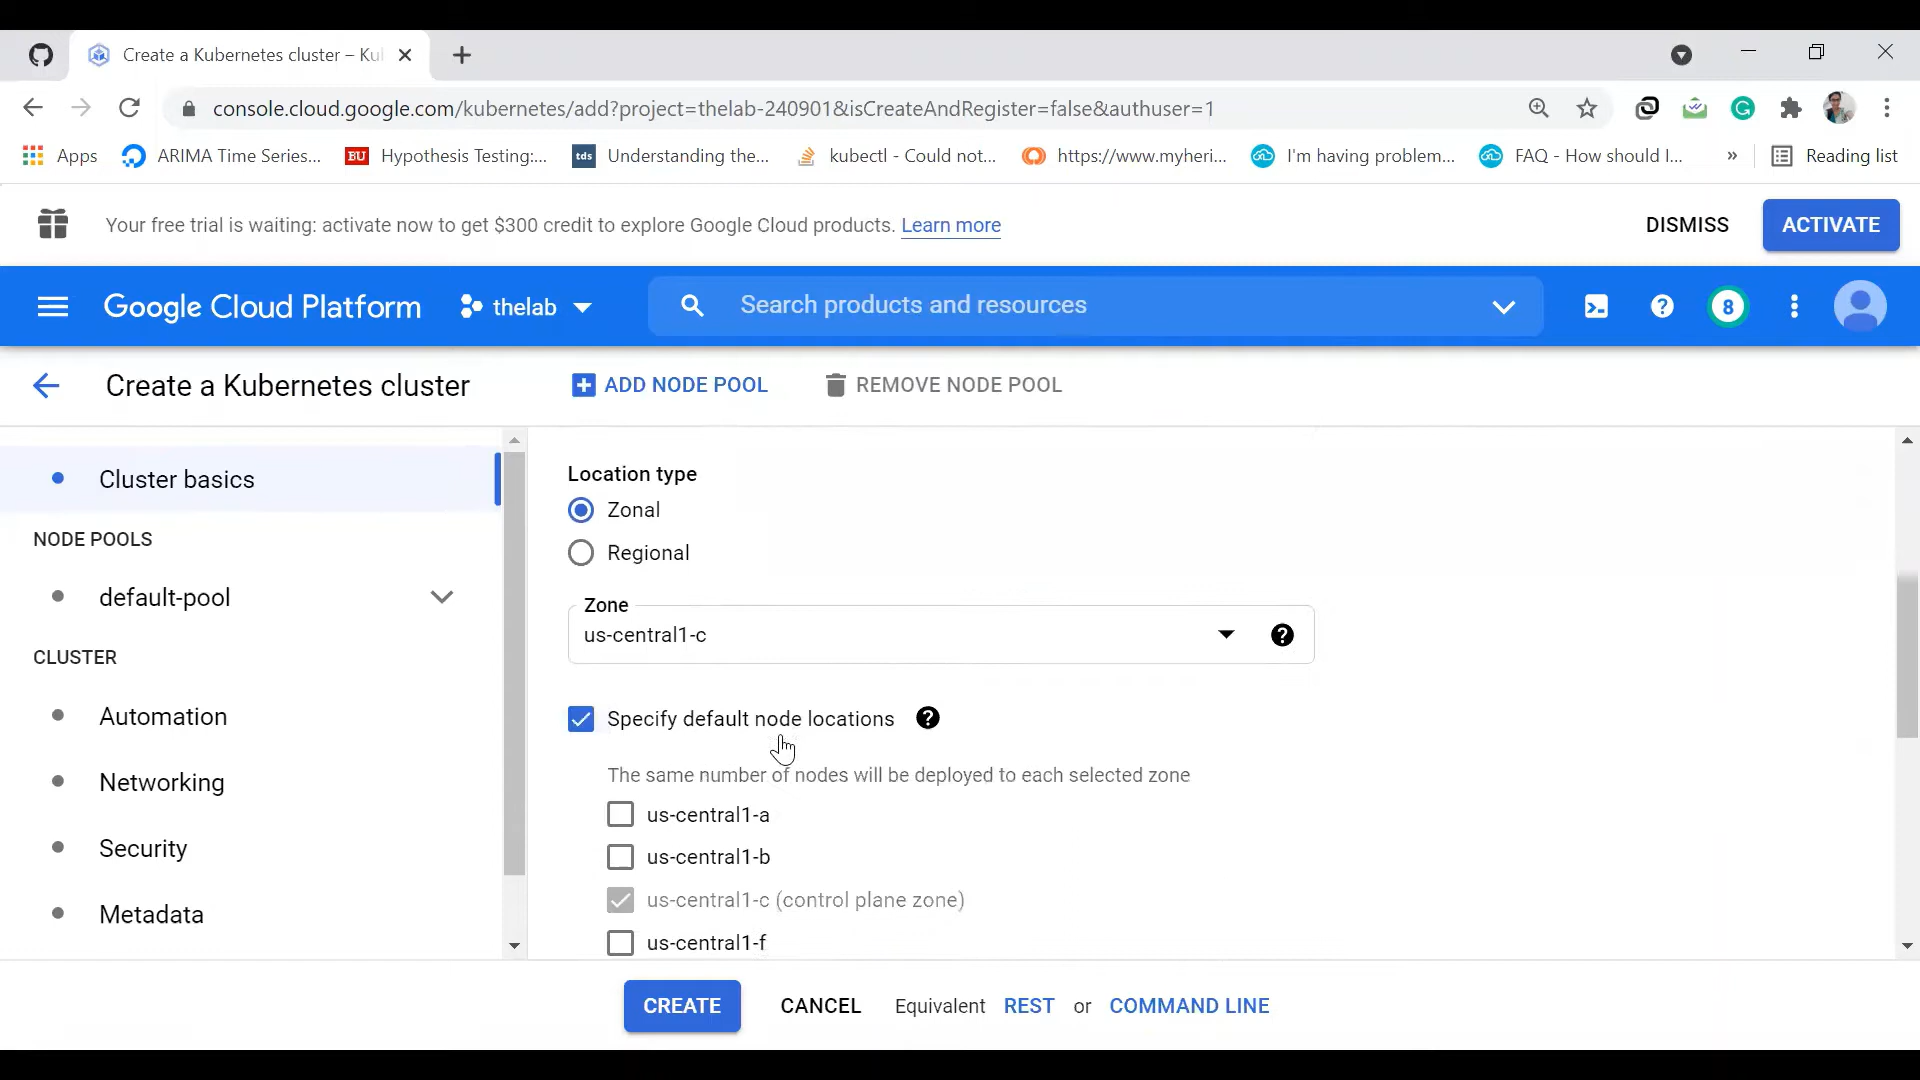 Create a Kubernetes cluster – Ku
console.cloud.google.com/kubernetes/add?project=thelab-240901&isCreateAndRegister=false&authuser=1
Apps ARIMA Time Series... BU Hypothesis Testing:... tds Understanding the... kubectl - Could not... https://www.myheri... I'm having problem... FAQ - How should I... » Reading list
Your free trial is waiting: activate now to get $300 credit to explore Google Cloud products. Learn more DISMISS ACTIVATE
Google Cloud Platform thelab Search products and resources 8
Create a Kubernetes cluster ADD NODE POOL REMOVE NODE POOL
Cluster basics
NODE POOLS
default-pool
CLUSTER
Automation
Networking
Security
Metadata
Location type
Zonal
Regional
Zone
us-central1-c
Specify default node locations
The same number of nodes will be deployed to each selected zone
us-central1-a
us-central1-b
us-central1-c (control plane zone)
us-central1-f
CREATE CANCEL Equivalent REST or COMMAND LINE